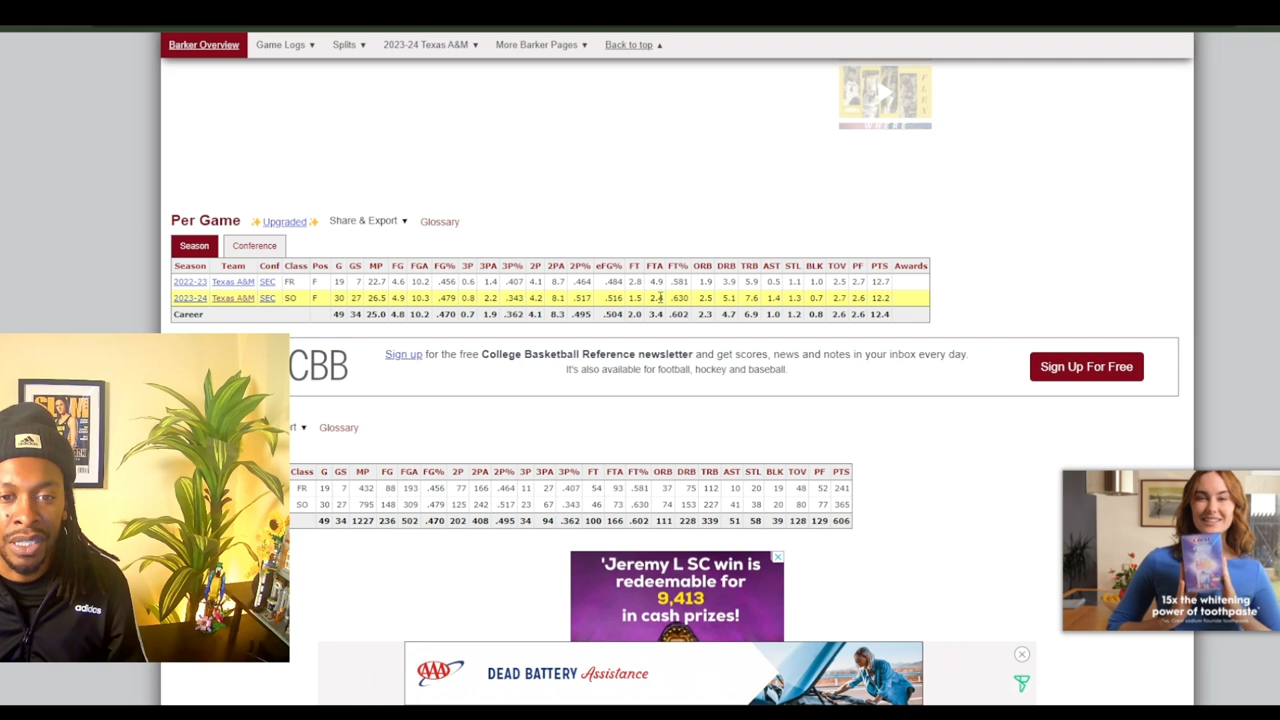 Barker Overview Game Logs ▼ Splits ▼ 2023-24 Texas A&M ▼ More Barker Pages ▼ Back to top ▲
Per Game ✨ Upgraded ✨ Share & Export ▼ Glossary
Season Conference
Season Team Conf Class Pos G GS MP FG FGA FG% 3P 3PA 3P% 2P 2PA 2P% eFG% FT FTA FT% ORB DRB TRB AST STL BLK TOV PF PTS Awards
2022-23 Texas A&M SEC FR F 19 7 22.7 4.6 10.2 .456 0.6 1.4 .407 4.1 8.7 .464 .484 2.8 4.9 .581 1.9 3.9 5.9 0.5 1.1 1.0 2.5 2.7 12.7
2023-24 Texas A&M SEC SO F 30 27 26.5 4.9 10.3 .479 0.8 2.2 .343 4.2 8.1 .517 .516 1.5 .630 2.5 5.1 7.6 1.4 1.3 0.7 2.7 2.6 12.2
Career 49 34 25.0 4.8 10.2 .470 0.7 1.9 .362 4.1 8.3 .495 .504 2.0 3.4 .602 2.3 4.7 6.9 1.0 1.2 0.8 2.6 2.6 12.4
CBB
Sign up for the free College Basketball Reference newsletter and get scores, news and notes in your inbox every day.
It's also available for football, hockey and baseball.
Sign Up For Free
rt ▼ Glossary
Class G GS MP FG FGA FG% 2P 2PA 2P% 3P 3PA 3P% FT FTA FT% ORB DRB TRB AST STL BLK TOV PF PTS
FR 19 7 432 88 193 .456 77 166 .464 11 27 .407 54 93 .581 37 75 112 10 20 19 48 52 241
SO 30 27 795 148 309 .479 125 242 .517 23 67 .343 46 73 .630 74 153 227 41 38 20 80 77 365
49 34 1227 236 502 .470 202 408 .495 34 94 .362 100 166 .602 111 228 339 51 58 39 128 129 606
SLAM
adidas
'Jeremy L SC win is
redeemable for
9,413
in cash prizes!
AAA DEAD BATTERY Assistance
15x the whitening
power of toothpaste*